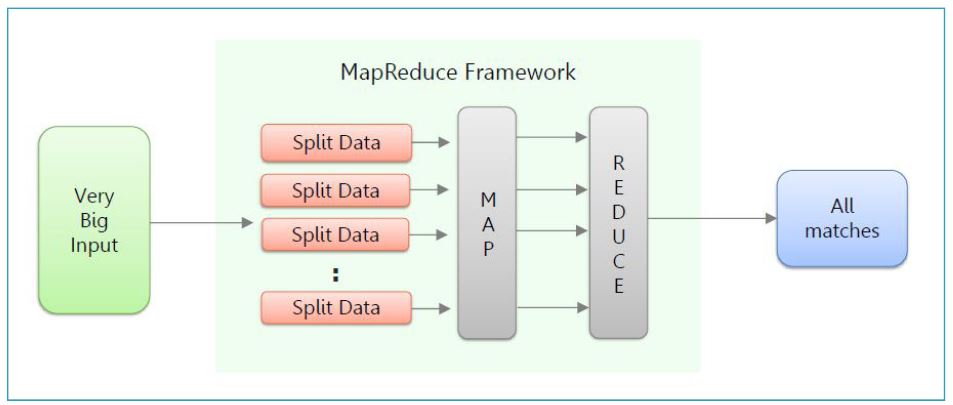 MapReduce Framework
Very
Big
Input
Split Data
Split Data
Split Data
:
Split Data
M
A
P
R
E
D
U
C
E
All
matches